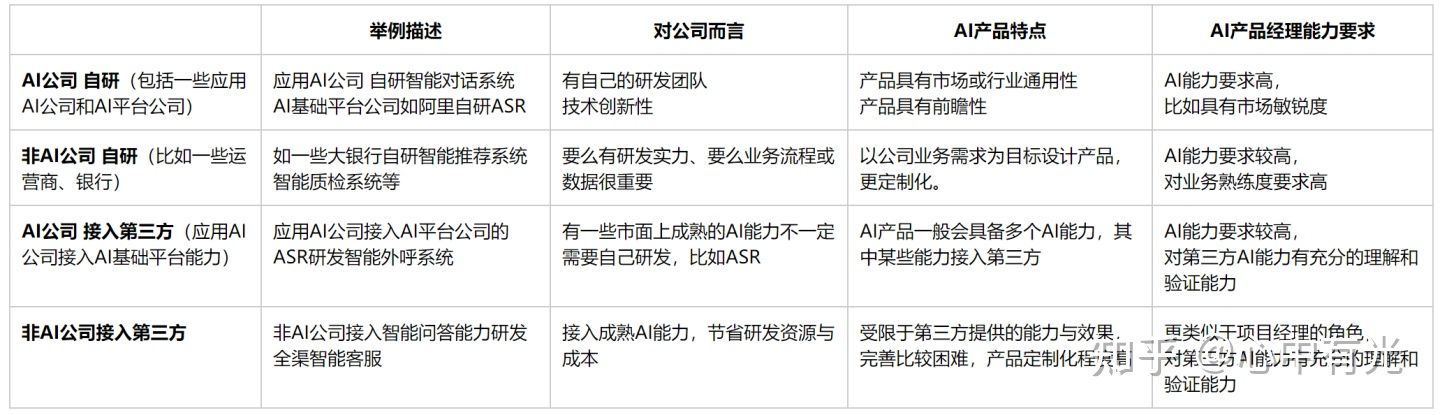 举例描述
对公司而言
AI产品特点
AI产品经理能力要求
AI公司 自研（包括一些应用
AI公司和AI平台公司）
应用AI公司 自研智能对话系统
AI基础平台公司如阿里自研ASR
有自己的研发团队
技术创新性
产品具有市场或行业通用性
产品具有前瞻性
AI能力要求高，
比如具有市场敏锐度
非AI公司 自研（比如一些运
营商、银行）
如一些大银行自研智能推荐系统
智能质检系统等
要么有研发实力、要么业务流程或
数据很重要
以公司业务需求为目标设计产品，
更定制化。
AI能力要求较高，
对业务熟练度要求高
AI公司 接入第三方（应用AI
公司接入AI基础平台能力）
应用AI公司接入AI平台公司的
ASR研发智能外呼系统
有一些市面上成熟的AI能力不一定
需要自己研发，比如ASR
AI产品一般会具备多个AI能力，其
中某些能力接入第三方
AI能力要求较高，
对第三方AI能力有充分的理解和
验证能力
非AI公司接入第三方
非AI公司接入智能问答能力研发
全渠智能客服
接入成熟AI能力，节省研发资源与
成本
受限于第三方提供的能力与效果，
完善比较困难，产品定制化程度高
更类似于项目经理的角色，
对第三方AI能力有充分的理解和
验证能力
知乎 @心中有光